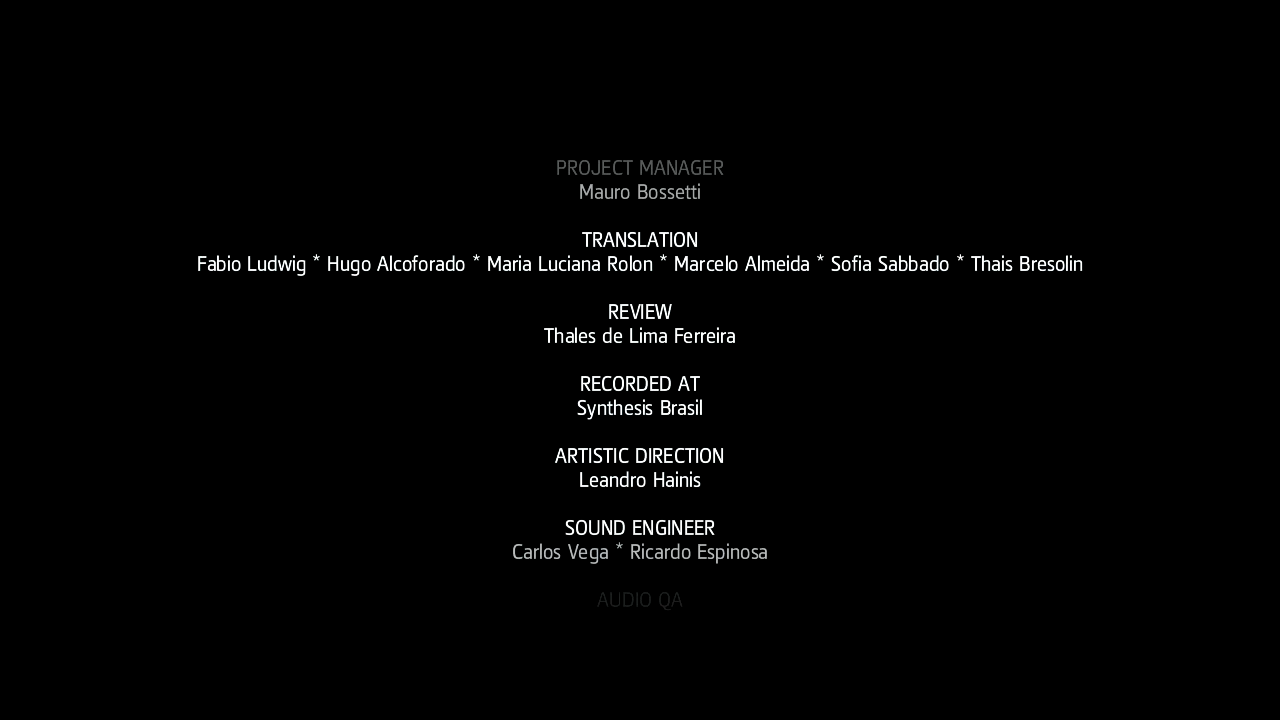 PROJECT MANAGER
Mauro Bossetti
TRANSLATION
Fabio Ludwig * Hugo Alcoforado * Maria Luciana Rolon * Marcelo Almeida * Sofia Sabbado * Thais Bresolin
REVIEW
Thales de Lima Ferreira
RECORDED AT
Synthesis Brasil
ARTISTIC DIRECTION
Leandro Hainis
SOUND ENGINEER
Carlos Vega * Ricardo Espinosa
AUDIO QA